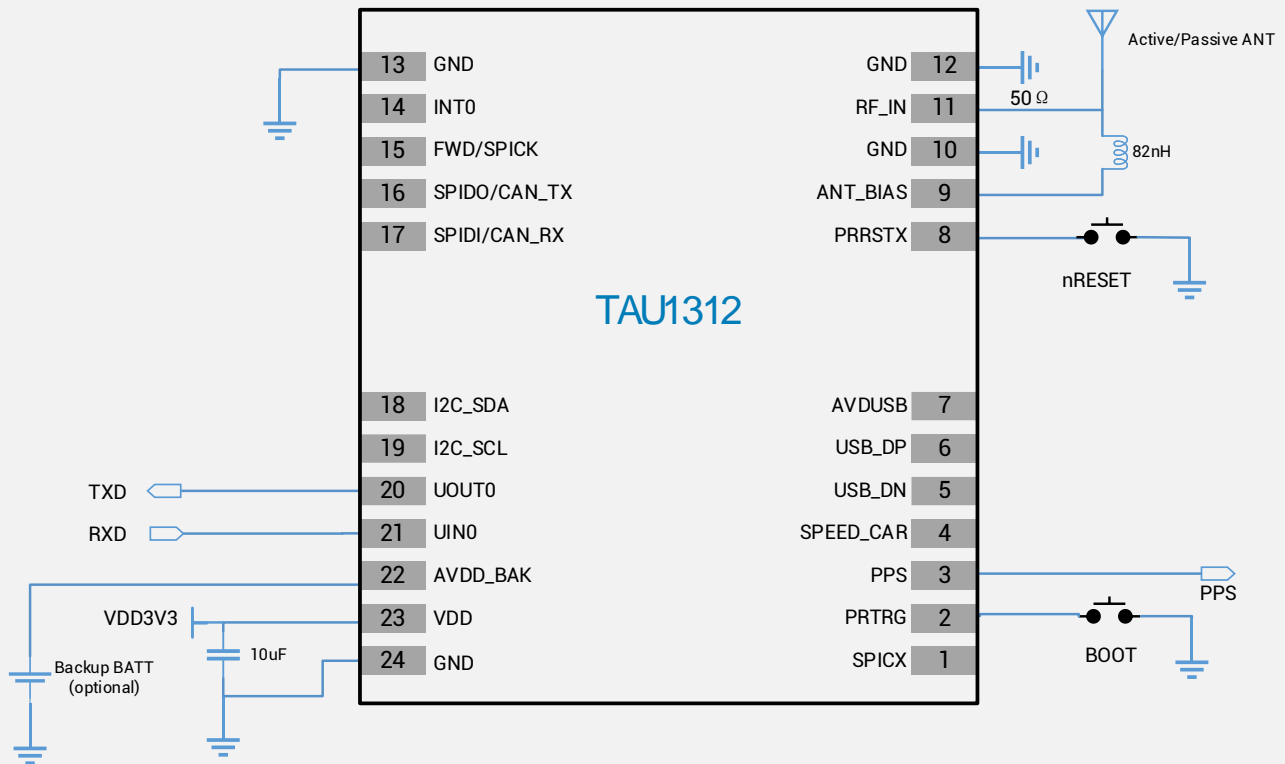 Active/Passive ANT
13 GND
GND 12
50 Ω
14 INT0
RF_IN 11
15 FWD/SPICK
GND 10
82nH
16 SPIDO/CAN_TX
ANT_BIAS 9
17 SPIDI/CAN_RX
PRRSTX 8
nRESET
TAU1312
18 I2C_SDA
AVDUSB 7
19 I2C_SCL
USB_DP 6
TXD
20 UOUT0
USB_DN 5
RXD
21 UIN0
SPEED_CAR 4
22 AVDD_BAK
PPS 3
PPS
VDD3V3
23 VDD
PRTRG 2
BOOT
10uF
24 GND
SPICX 1
Backup BATT
(optional)